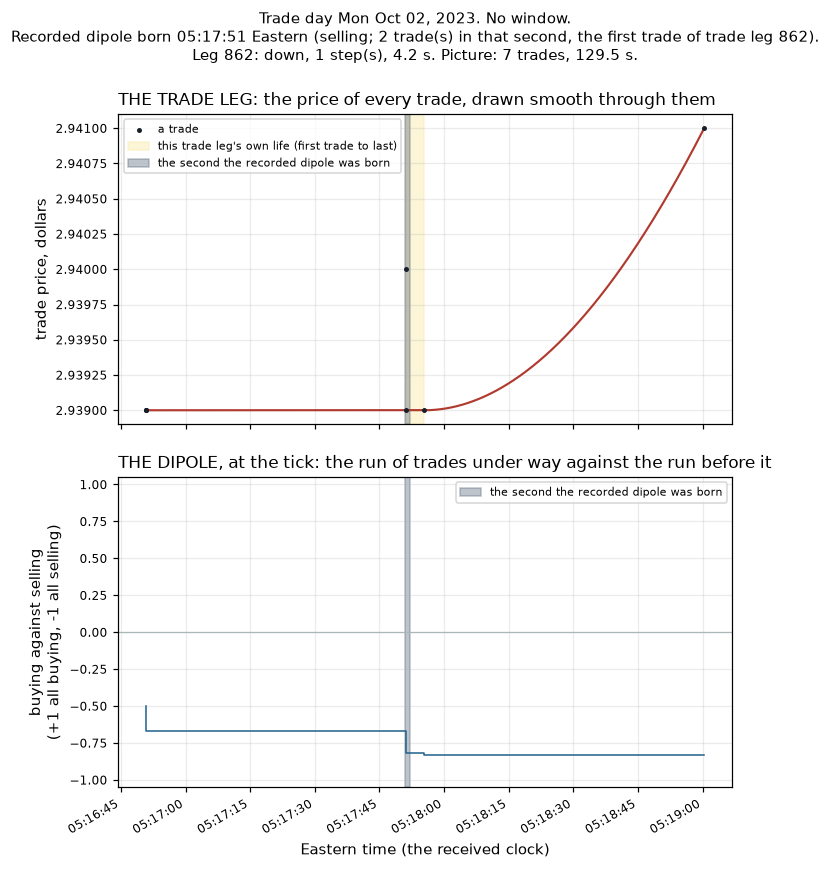 Trade day Mon Oct 02, 2023. No window.
Recorded dipole born 05:17:51 Eastern (selling; 2 trade(s) in that second, the first trade of trade leg 862).
Leg 862: down, 1 step(s), 4.2 s. Picture: 7 trades, 129.5 s.
THE TRADE LEG: the price of every trade, drawn smooth through them
a trade
this trade leg's own life (first trade to last)
the second the recorded dipole was born
2.94100
2.94075
2.94050
2.94025
2.94000
2.93975
2.93950
2.93925
2.93900
trade price, dollars
THE DIPOLE, at the tick: the run of trades under way against the run before it
the second the recorded dipole was born
1.00
0.75
0.50
0.25
0.00
−0.25
−0.50
−0.75
−1.00
buying against selling
(+1 all buying, -1 all selling)
05:16:45
05:17:00
05:17:15
05:17:30
05:17:45
05:18:00
05:18:15
05:18:30
05:18:45
05:19:00
Eastern time (the received clock)